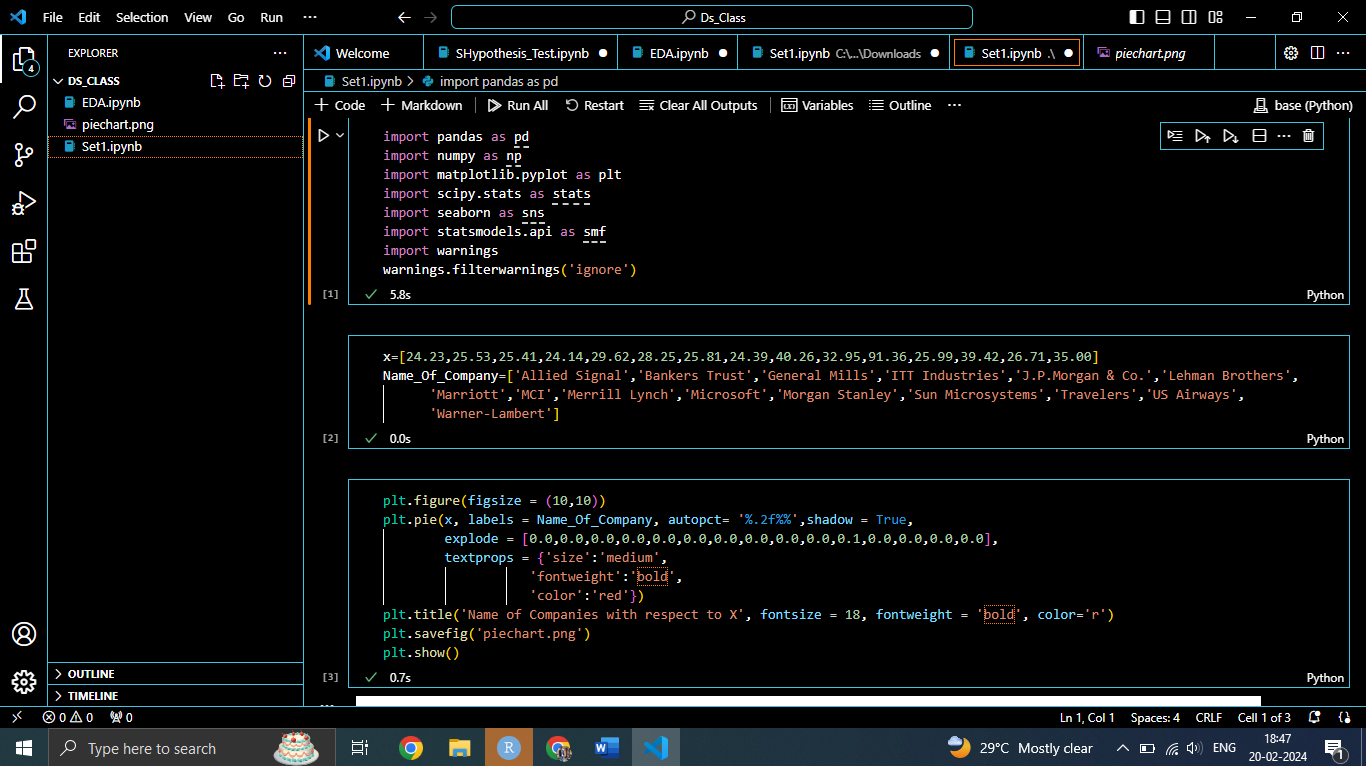 File Edit Selection View Go Run ··· Ds_Class
EXPLORER ···
Welcome SHypothesis_Test.ipynb EDA.ipynb Set1.ipynb C:\...\Downloads Set1.ipynb .\ piechart.png ···
DS_CLASS
Set1.ipynb > import pandas as pd
EDA.ipynb
piechart.png
Set1.ipynb
4
+ Code + Markdown Run All Restart Clear All Outputs Variables Outline ··· base (Python)
import pandas as pd
import numpy as np
import matplotlib.pyplot as plt
import scipy.stats as stats
import seaborn as sns
import statsmodels.api as smf
import warnings
warnings.filterwarnings('ignore')
[1] ✓ 5.8s Python
x=[24.23,25.53,25.41,24.14,29.62,28.25,25.81,24.39,40.26,32.95,91.36,25.99,39.42,26.71,35.00]
Name_Of_Company=['Allied Signal','Bankers Trust','General Mills','ITT Industries','J.P.Morgan & Co.','Lehman Brothers',
'Marriott','MCI','Merrill Lynch','Microsoft','Morgan Stanley','Sun Microsystems','Travelers','US Airways',
'Warner-Lambert']
[2] ✓ 0.0s Python
plt.figure(figsize = (10,10))
plt.pie(x, labels = Name_Of_Company, autopct= '%.2f%%',shadow = True,
explode = [0.0,0.0,0.0,0.0,0.0,0.0,0.0,0.0,0.0,0.0,0.1,0.0,0.0,0.0,0.0],
textprops = {'size':'medium',
'fontweight':'bold',
'color':'red'})
plt.title('Name of Companies with respect to X', fontsize = 18, fontweight = 'bold', color='r')
plt.savefig('piechart.png')
plt.show()
[3] ✓ 0.7s Python
OUTLINE
TIMELINE
0 0 0 Ln 1, Col 1 Spaces: 4 CRLF Cell 1 of 3
Type here to search R 29°C Mostly clear ENG 18:47
20-02-2024 1